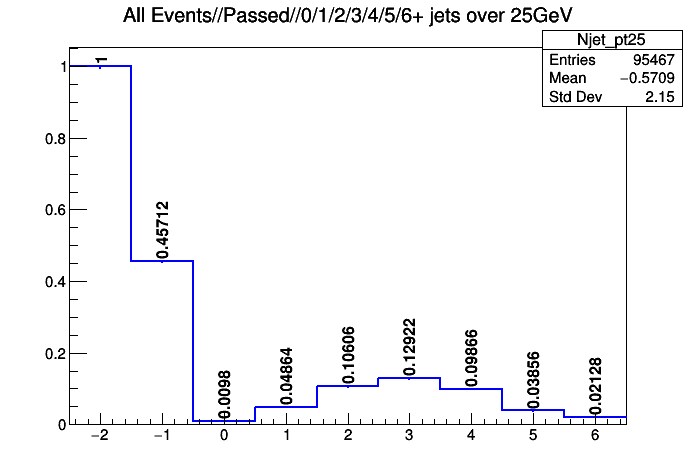 All Events//Passed//0/1/2/3/4/5/6+ jets over 25GeV
Njet_pt25
Entries 95467
Mean −0.5709
Std Dev 2.15
1
0.8
0.6
0.4
0.2
0
1
0.45712
0.0098
0.04864
0.10606
0.12922
0.09866
0.03856
0.02128
−2 −1 0 1 2 3 4 5 6